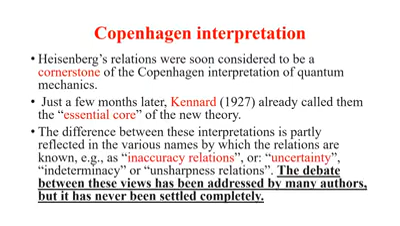 Copenhagen interpretation
• Heisenberg's relations were soon considered to be a
cornerstone of the Copenhagen interpretation of quantum
mechanics.
• Just a few months later, Kennard (1927) already called them
the “essential core” of the new theory.
• The difference between these interpretations is partly
reflected in the various names by which the relations are
known, e.g., as “inaccuracy relations”, or: “uncertainty”,
“indeterminacy” or “unsharpness relations”. The debate
between these views has been addressed by many authors,
but it has never been settled completely.